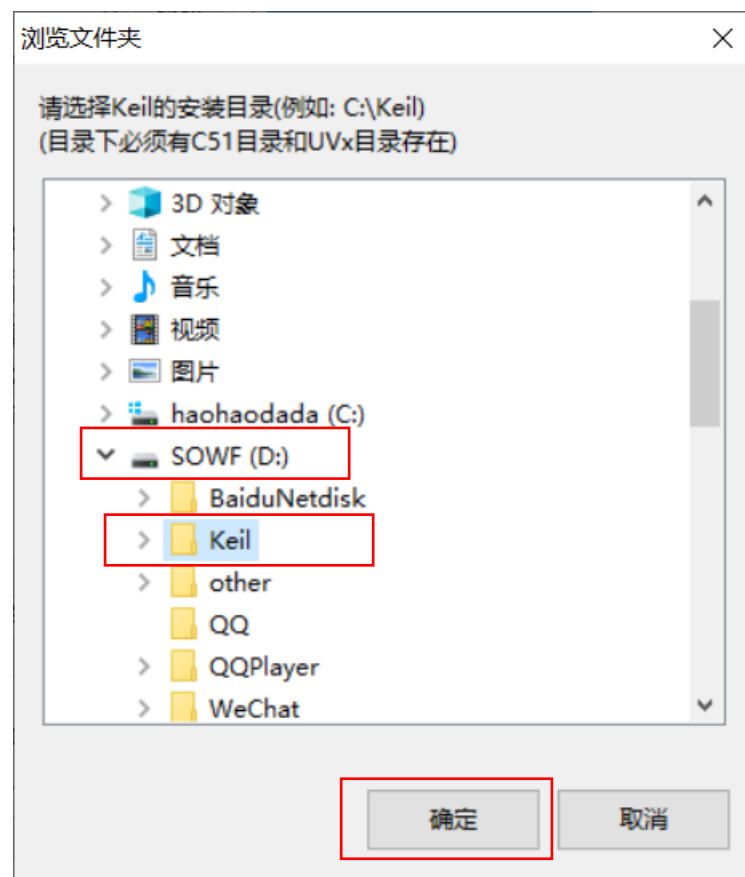 浏览文件夹
请选择Keil的安装目录(例如: C:\Keil)
(目录下必须有C51目录和UVx目录存在)
3D 对象
文档
音乐
视频
图片
haohaodada (C:)
SOWF (D:)
BaiduNetdisk
Keil
other
QQ
QQPlayer
WeChat
确定 取消